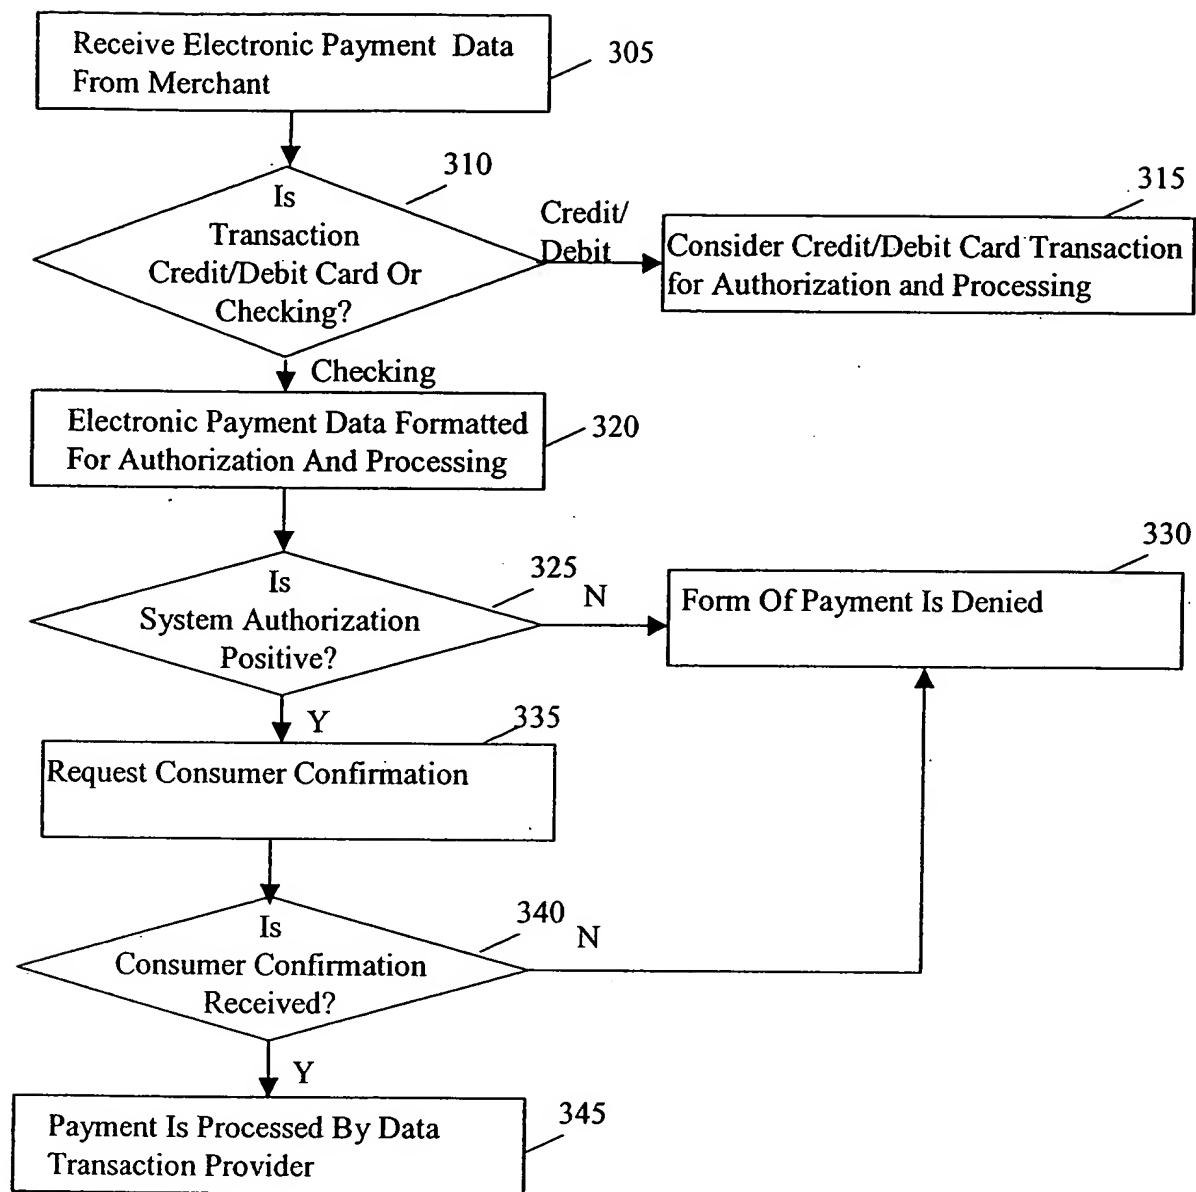 Receive Electronic Payment Data
From Merchant
305
310
Is
Transaction
Credit/Debit Card Or
Checking?
Credit/
Debit
315
Consider Credit/Debit Card Transaction
for Authorization and Processing
Checking
Electronic Payment Data Formatted
For Authorization And Processing
320
325
Is
System Authorization
Positive?
N
330
Form Of Payment Is Denied
Y
335
Request Consumer Confirmation
340
Is
Consumer Confirmation
Received?
N
Y
Payment Is Processed By Data
Transaction Provider
345